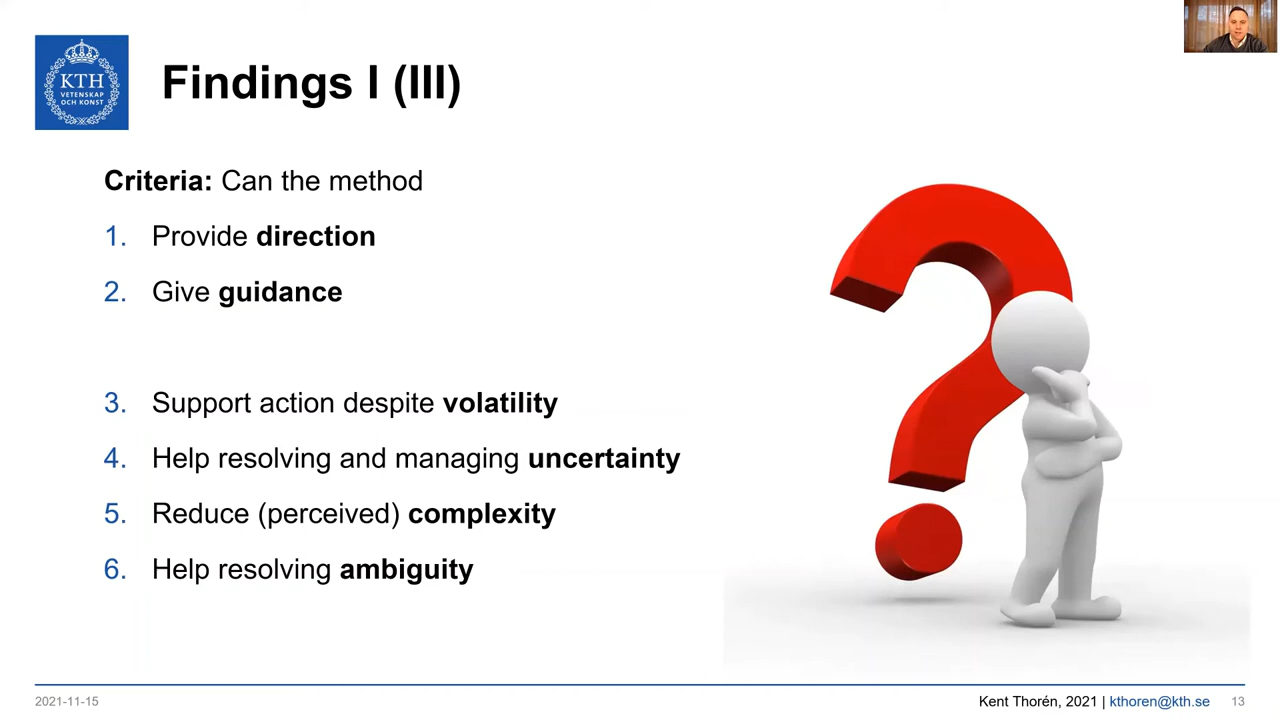 KTH
VETENSKAP
OCH KONST
Findings I (III)
Criteria: Can the method
1. Provide direction
2. Give guidance
3. Support action despite volatility
4. Help resolving and managing uncertainty
5. Reduce (perceived) complexity
6. Help resolving ambiguity
2021-11-15
Kent Thorén, 2021 | kthoren@kth.se
13